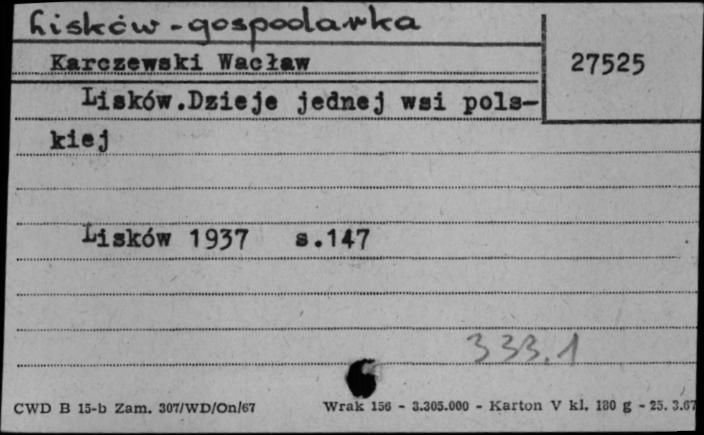 Lisków - gospodarka
Karczewski Wacław
27525
Lisków.Dzieje jednej wsi pols-
kiej
Lisków 1937 s.147
333.1
CWD B 15-b Zam. 307/WD/On/67
Wrak 156 - 3.305.000 - Karton V kl. 180 g - 25. 3.67